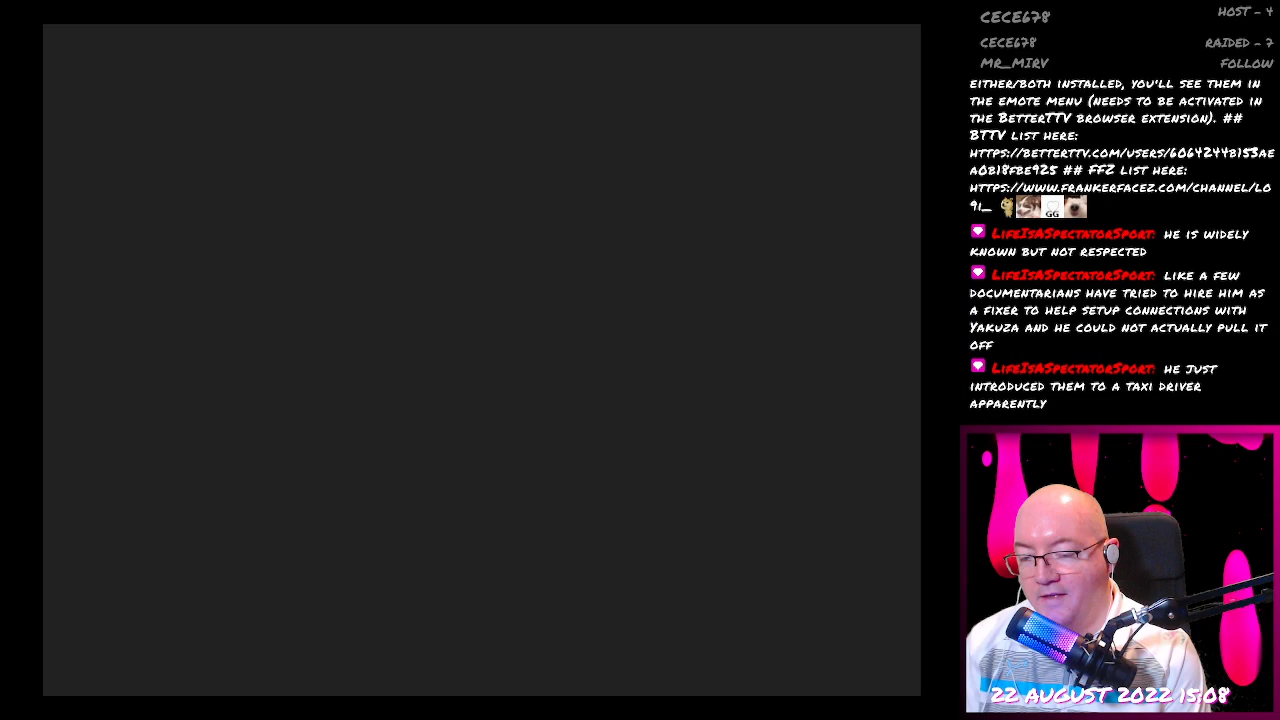 CECE678 HOST - 4
CECE678 RAIDED - 7
MR_MIRV FOLLOW
EITHER/BOTH INSTALLED, YOU'LL SEE THEM IN
THE EMOTE MENU (NEEDS TO BE ACTIVATED IN
THE BETTERTTV BROWSER EXTENSION). ##
BTTV LIST HERE:
HTTPS://BETTERTTV.COM/USERS/6064244B153AE
A0B18FBE925 ## FFZ LIST HERE:
HTTPS://WWW.FRANKERFACEZ.COM/CHANNEL/LO
9I_ GG
LIFEISASPECTATORSPORT: HE IS WIDELY
KNOWN BUT NOT RESPECTED
LIFEISASPECTATORSPORT: LIKE A FEW
DOCUMENTARIANS HAVE TRIED TO HIRE HIM AS
A FIXER TO HELP SETUP CONNECTIONS WITH
YAKUZA AND HE COULD NOT ACTUALLY PULL IT
OFF
LIFEISASPECTATORSPORT: HE JUST
INTRODUCED THEM TO A TAXI DRIVER
APPARENTLY
22 AUGUST 2022 15:08